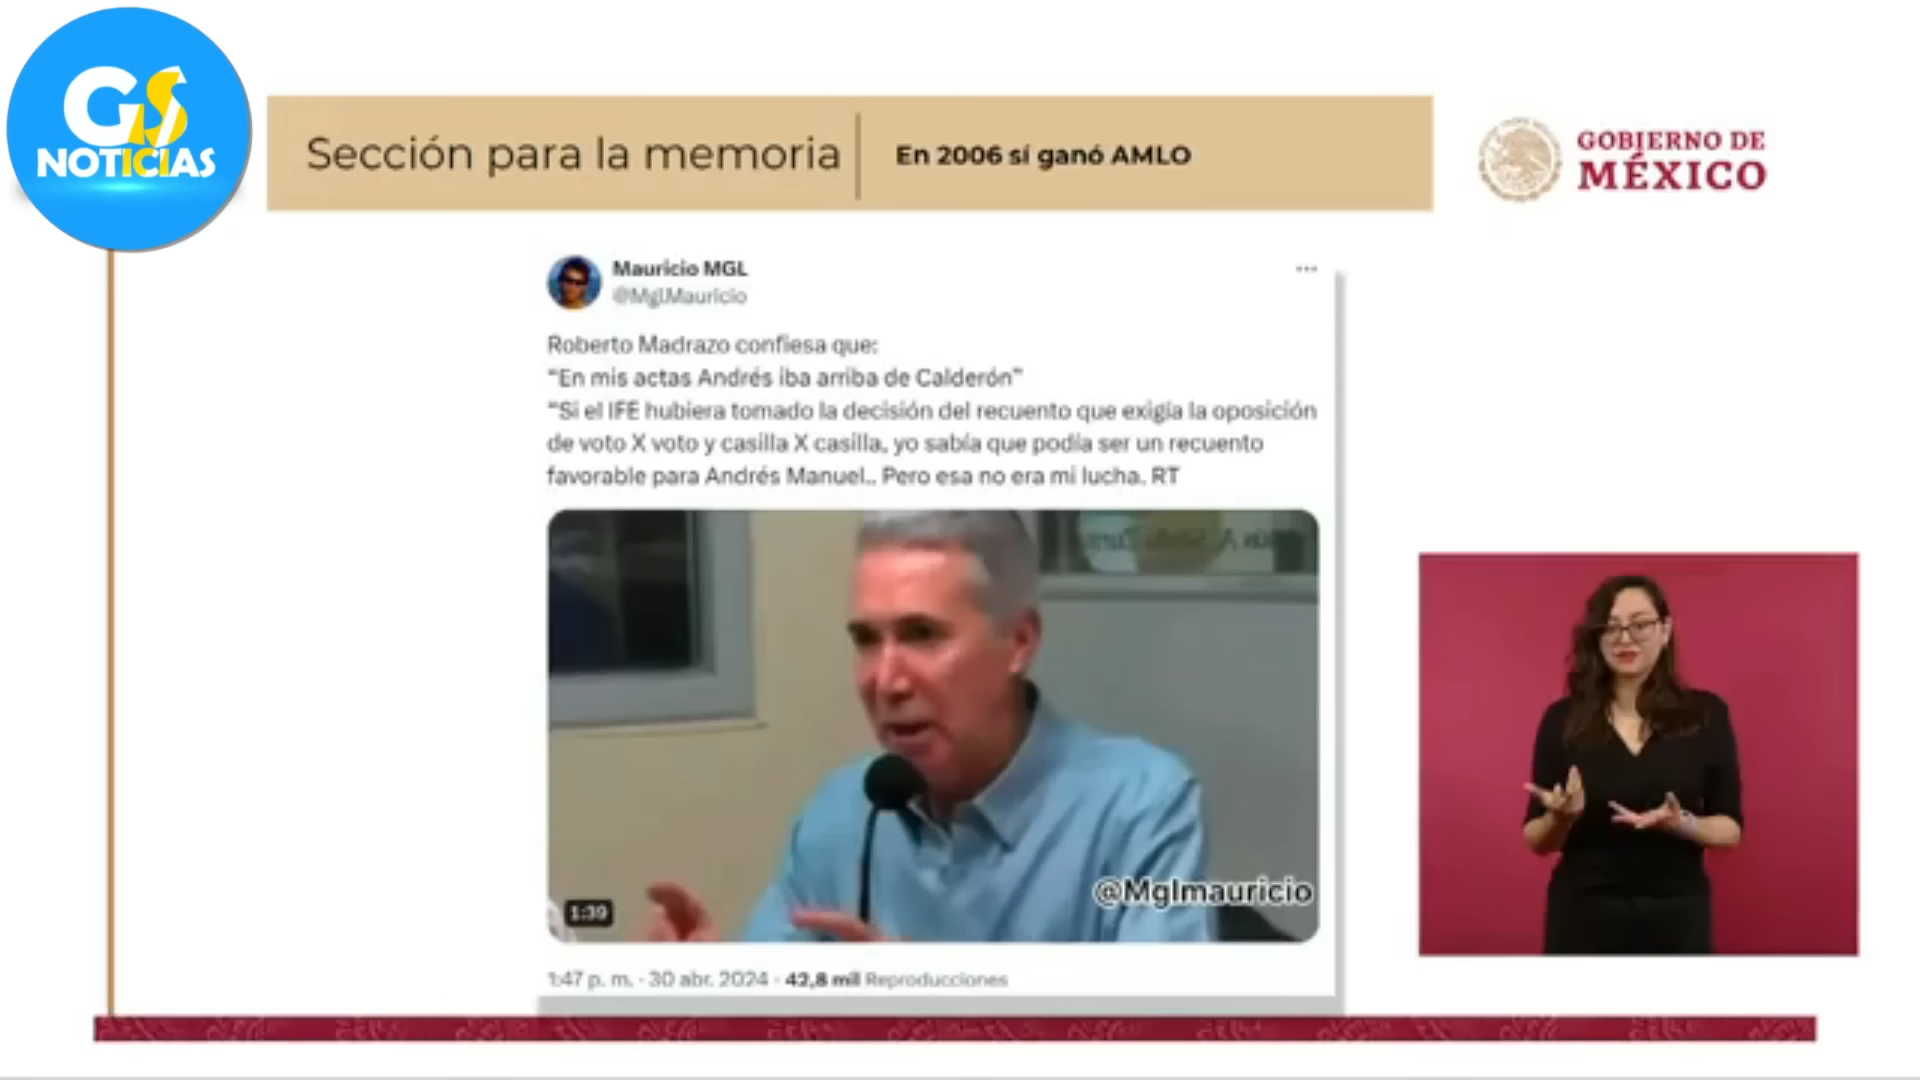 GS
NOTICIAS
Sección para la memoria
En 2006 sí ganó AMLO
GOBIERNO DE
MÉXICO
Mauricio MGL
@MglMauricio
Roberto Madrazo confiesa que:
"En mis actas Andrés iba arriba de Calderón"
"Si el IFE hubiera tomado la decisión del recuento que exigía la oposición
de voto X voto y casilla X casilla, yo sabía que podía ser un recuento
favorable para Andrés Manuel.. Pero esa no era mi lucha. RT
@Mglmauricio
1:39
1:47 p. m. · 30 abr. 2024 · 42,8 mil Reproducciones